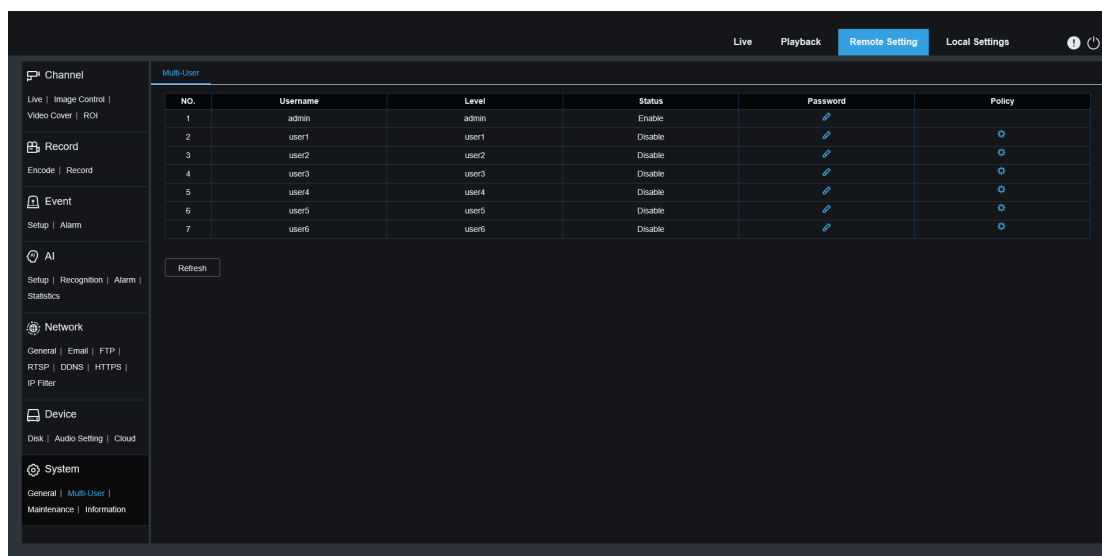 Live Playback Remote Setting Local Settings
Channel
Live | Image Control |
Video Cover | ROI
Record
Encode | Record
Event
Setup | Alarm
AI
Setup | Recognition | Alarm |
Statistics
Network
General | Email | FTP |
RTSP | DDNS | HTTPS |
IP Filter
Device
Disk | Audio Setting | Cloud
System
General | Multi-User |
Maintenance | Information
Multi-User
NO. Username Level Status Password Policy
1 admin admin Enable
2 user1 user1 Disable
3 user2 user2 Disable
4 user3 user3 Disable
5 user4 user4 Disable
6 user5 user5 Disable
7 user6 user6 Disable
Refresh